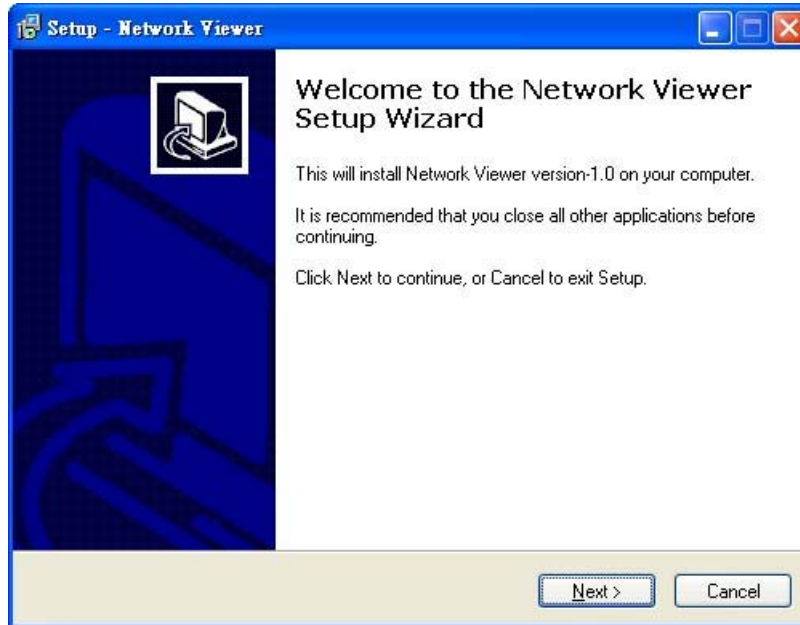 Setup - Network Viewer
Welcome to the Network Viewer
Setup Wizard
This will install Network Viewer version-1.0 on your computer.
It is recommended that you close all other applications before
continuing.
Click Next to continue, or Cancel to exit Setup.
Next >
Cancel